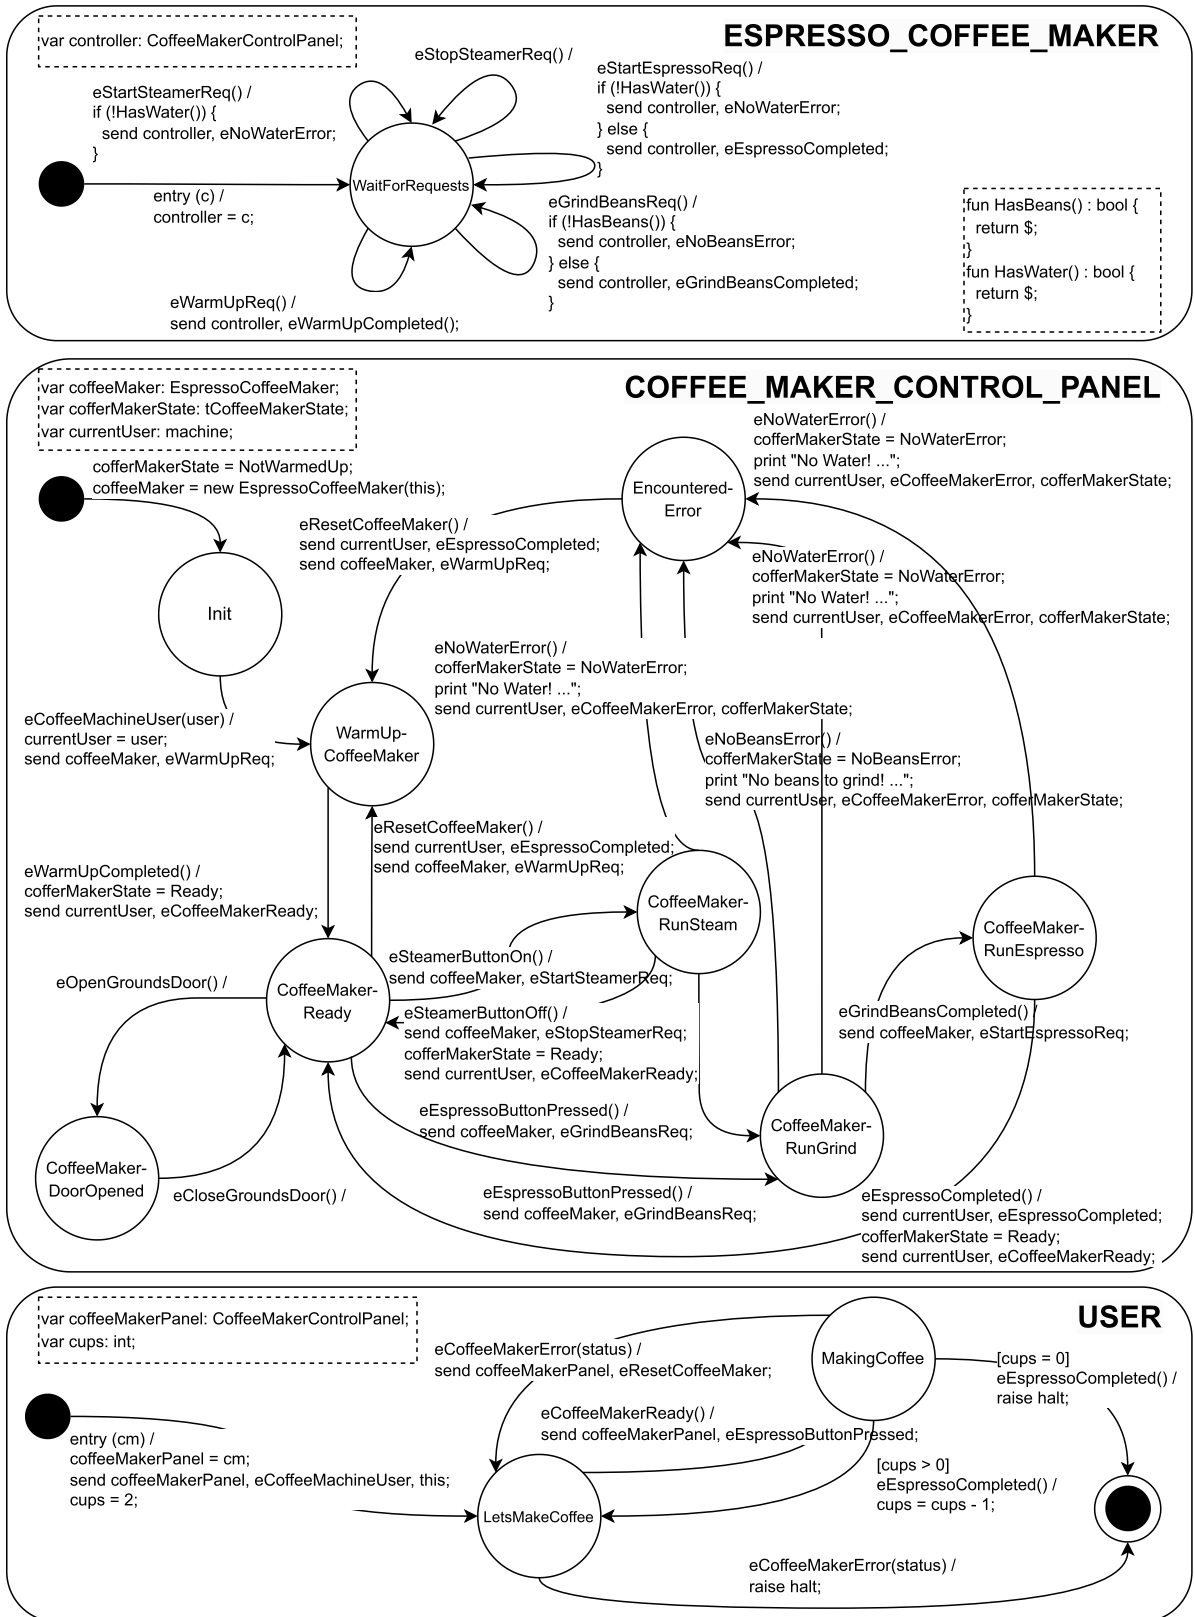 var controller: CoffeeMakerControlPanel;
ESPRESSO_COFFEE_MAKER
eStopSteamerReq() /
eStartSteamerReq() /
if (!HasWater()) {
send controller, eNoWaterError;
}
eStartEspressoReq() /
if (!HasWater()) {
send controller, eNoWaterError;
} else {
send controller, eEspressoCompleted;
}
WaitForRequests
entry (c) /
controller = c;
eGrindBeansReq() /
if (!HasBeans()) {
send controller, eNoBeansError;
} else {
send controller, eGrindBeansCompleted;
}
fun HasBeans() : bool {
return $;
}
fun HasWater() : bool {
return $;
}
eWarmUpReq() /
send controller, eWarmUpCompleted();
var coffeeMaker: EspressoCoffeeMaker;
var cofferMakerState: tCoffeeMakerState;
var currentUser: machine;
COFFEE_MAKER_CONTROL_PANEL
cofferMakerState = NotWarmedUp;
coffeeMaker = new EspressoCoffeeMaker(this);
Encountered-
Error
eNoWaterError() /
cofferMakerState = NoWaterError;
print "No Water! ...";
send currentUser, eCoffeeMakerError, cofferMakerState;
eResetCoffeeMaker() /
send currentUser, eEspressoCompleted;
send coffeeMaker, eWarmUpReq;
eNoWaterError() /
cofferMakerState = NoWaterError;
print "No Water! ...";
send currentUser, eCoffeeMakerError, cofferMakerState;
Init
eNoWaterError() /
cofferMakerState = NoWaterError;
print "No Water! ...";
send currentUser, eCoffeeMakerError, cofferMakerState;
eCoffeeMachineUser(user) /
currentUser = user;
send coffeeMaker, eWarmUpReq;
WarmUp-
CoffeeMaker
eNoBeansError() /
cofferMakerState = NoBeansError;
print "No beans to grind! ...";
send currentUser, eCoffeeMakerError, cofferMakerState;
eResetCoffeeMaker() /
send currentUser, eEspressoCompleted;
send coffeeMaker, eWarmUpReq;
eWarmUpCompleted() /
cofferMakerState = Ready;
send currentUser, eCoffeeMakerReady;
CoffeeMaker-
RunSteam
CoffeeMaker-
RunEspresso
eSteamerButtonOn() /
send coffeeMaker, eStartSteamerReq;
eOpenGroundsDoor() /
CoffeeMaker-
Ready
eSteamerButtonOff() /
send coffeeMaker, eStopSteamerReq;
cofferMakerState = Ready;
send currentUser, eCoffeeMakerReady;
eGrindBeansCompleted() /
send coffeeMaker, eStartEspressoReq;
eEspressoButtonPressed() /
send coffeeMaker, eGrindBeansReq;
CoffeeMaker-
RunGrind
CoffeeMaker-
DoorOpened
eCloseGroundsDoor() /
eEspressoButtonPressed() /
send coffeeMaker, eGrindBeansReq;
eEspressoCompleted() /
send currentUser, eEspressoCompleted;
cofferMakerState = Ready;
send currentUser, eCoffeeMakerReady;
var coffeeMakerPanel: CoffeeMakerControlPanel;
var cups: int;
USER
eCoffeeMakerError(status) /
send coffeeMakerPanel, eResetCoffeeMaker;
MakingCoffee
[cups = 0]
eEspressoCompleted() /
raise halt;
eCoffeeMakerReady() /
send coffeeMakerPanel, eEspressoButtonPressed;
entry (cm) /
coffeeMakerPanel = cm;
send coffeeMakerPanel, eCoffeeMachineUser, this;
cups = 2;
[cups > 0]
eEspressoCompleted() /
cups = cups - 1;
LetsMakeCoffee
eCoffeeMakerError(status) /
raise halt;